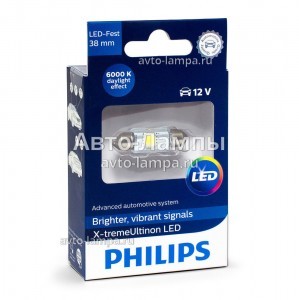 LED-Fest
38 mm
6000 K
daylight
effect
12 V
avto-lampa.ru
Авто-Лампы
avto-lampa.ru
LED
Advanced automotive system
Brighter, vibrant signals
X-tremeUltinon LED
PHILIPS